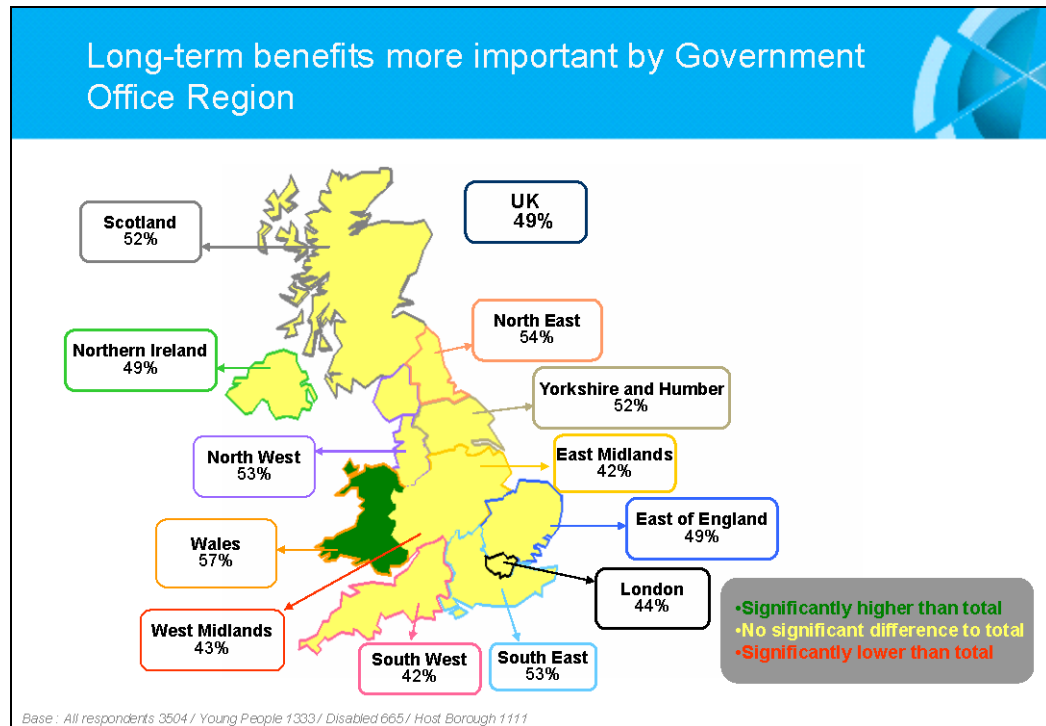 Long-term benefits more important by Government
Office Region
UK
49%
Scotland
52%
North East
54%
Northern Ireland
49%
Yorkshire and Humber
52%
North West
53%
East Midlands
42%
East of England
49%
Wales
57%
London
44%
West Midlands
43%
South West
42%
South East
53%
•Significantly higher than total
•No significant difference to total
•Significantly lower than total
Base : All respondents 3504 / Young People 1333 / Disabled 665 / Host Borough 1111